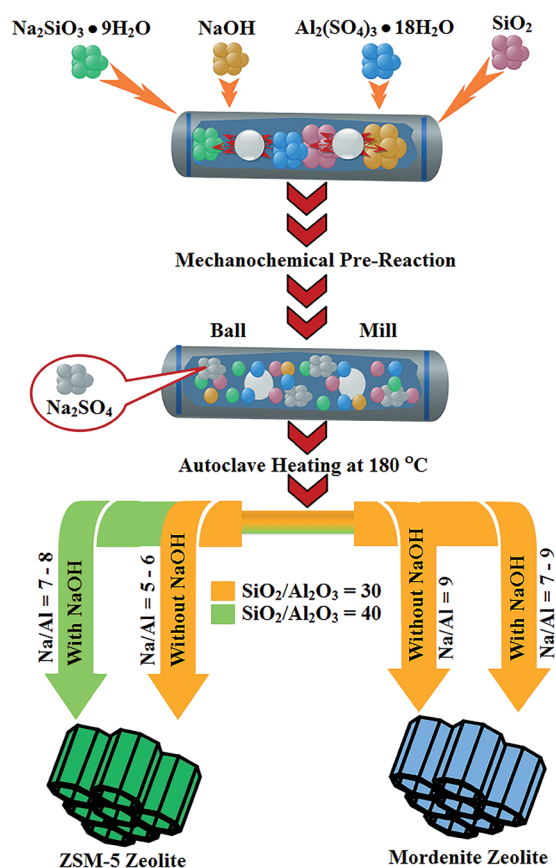 Na₂SiO₃ • 9H₂O
NaOH
Al₂(SO₄)₃ • 18H₂O
SiO₂
Mechanochemical Pre-Reaction
Ball Mill
Na₂SO₄
Autoclave Heating at 180 ᴼC
Na/Al = 7 - 8
With NaOH
Na/Al = 5 - 6
Without NaOH
SiO₂/Al₂O₃ = 30
SiO₂/Al₂O₃ = 40
Without NaOH
Na/Al = 9
With NaOH
Na/Al = 7 - 9
ZSM-5 Zeolite
Mordenite Zeolite